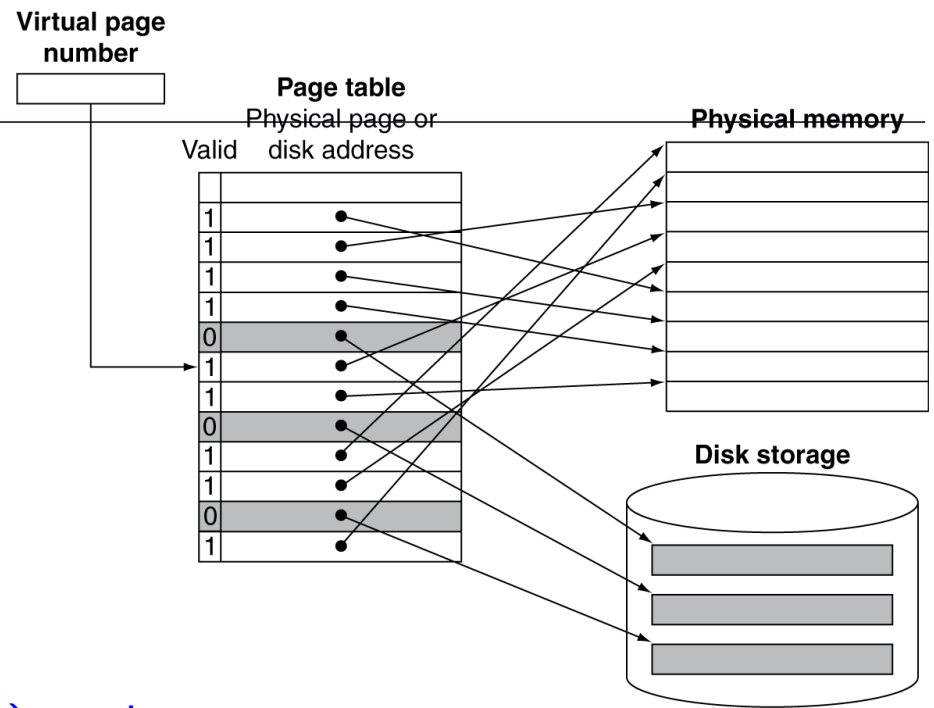 Virtual page
number
Page table
Physical page or
Valid disk address
Physical memory
1
1
1
1
0
1
1
0
1
1
0
1
Disk storage